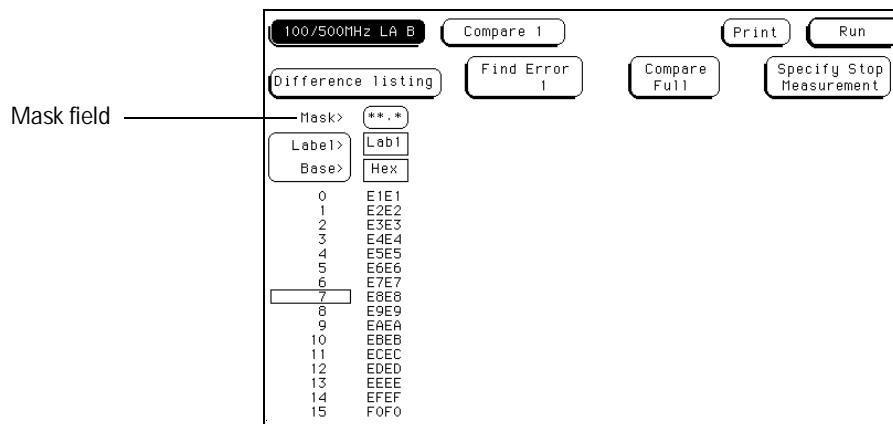 100/500MHz LA B Compare 1 Print Run
Difference listing Find Error 1 Compare Full Specify Stop Measurement
Mask field Mask> **.*
Label> Lab1
Base> Hex
0 E1E1
1 E2E2
2 E3E3
3 E4E4
4 E5E5
5 E6E6
6 E7E7
7 E8E8
8 E9E9
9 EAEA
10 EBEB
11 ECEC
12 EDED
13 EEEE
14 EFEF
15 F0F0